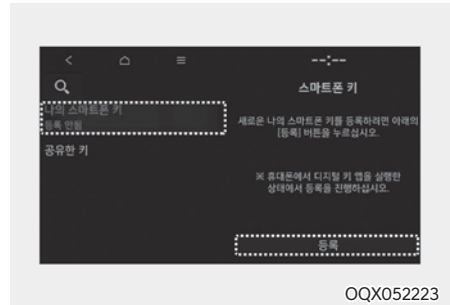 --:--
스마트폰 키
나의 스마트폰 키
등록 안됨
공유한 키
새로운 나의 스마트폰 키를 등록하려면 아래의
[등록] 버튼을 누르십시오.
※ 휴대폰에서 디지털 키 앱을 실행한
상태에서 등록을 진행하십시오.
등록
OQX052223